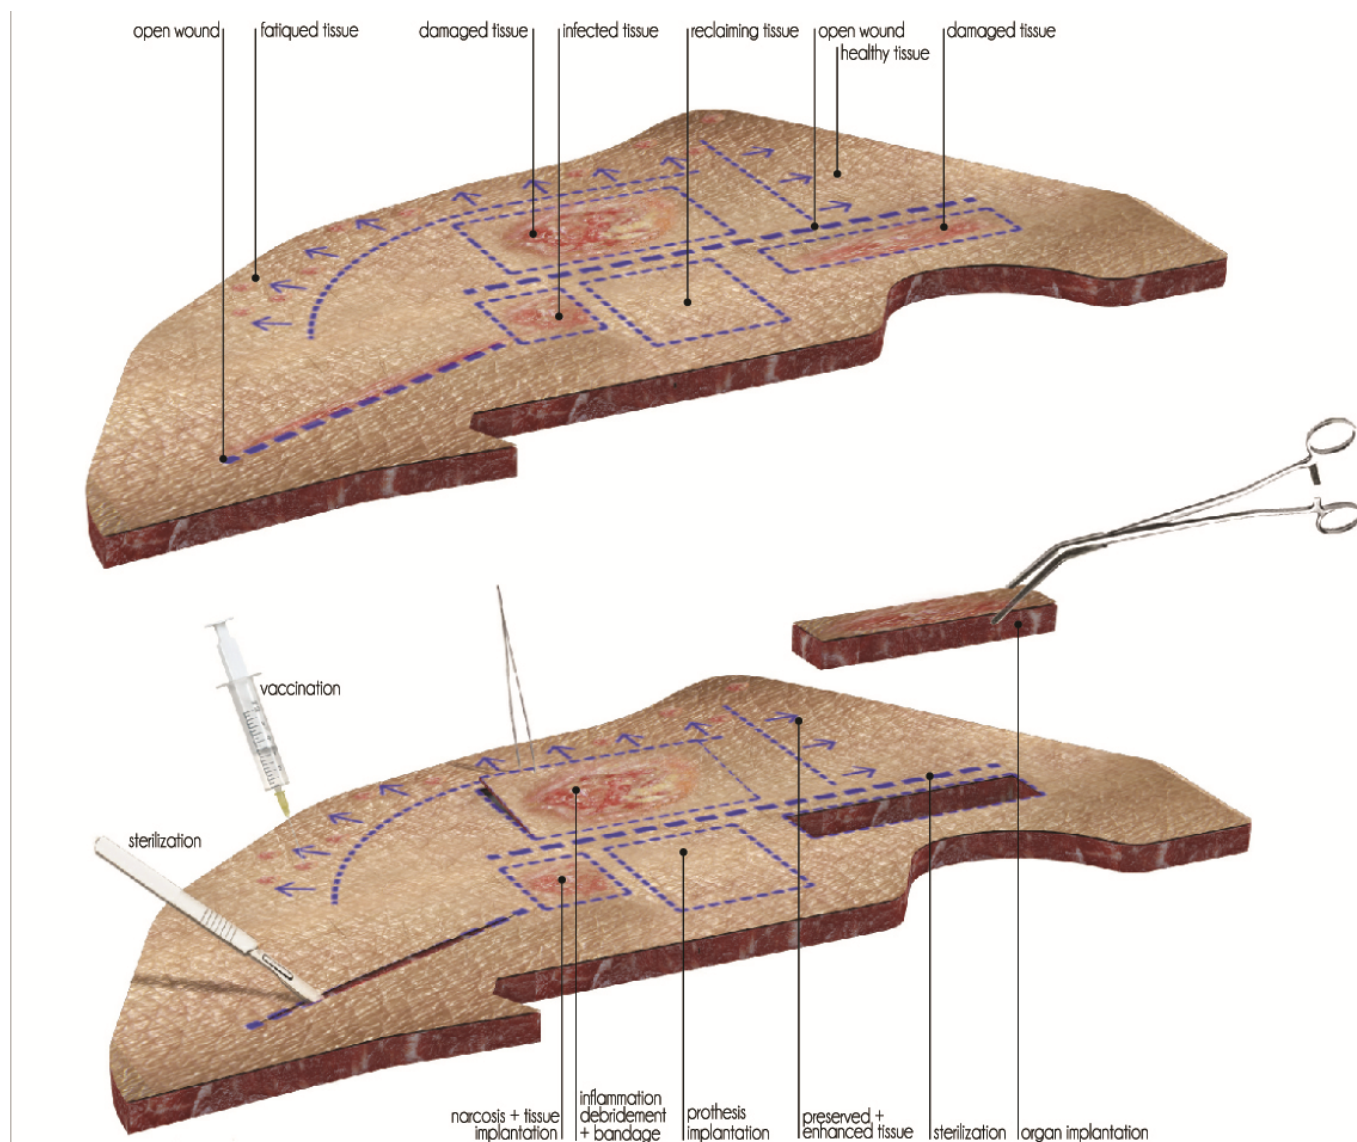 open wound
fatiqued tissue
damaged tissue
infected tissue
reclaiming tissue
open wound
healthy tissue
damaged tissue
vaccination
sterilization
narcosis + tissue
implantation
inflammation
debridement
+ bandage
prothesis
implantation
preserved +
enhanced tissue
sterilization
organ implantation